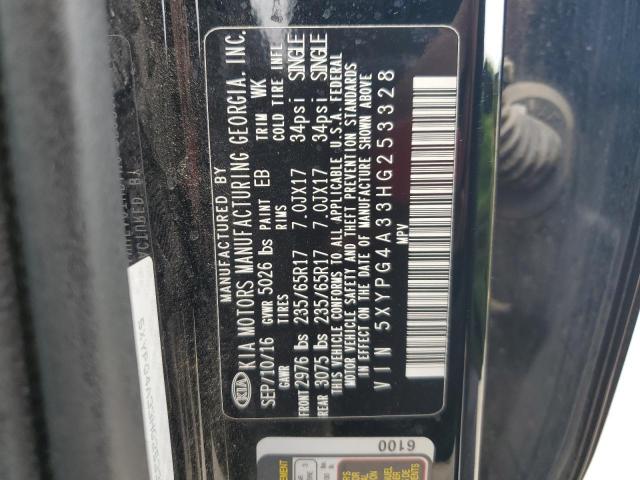 MANUFACTURED BY
KIA KIA MOTORS MANUFACTURING GEORGIA, INC.
SEP/10/16 GVWR 5026 lbs PAINT EB TRIM WK
GAWR TIRES RIMS COLD TIRE INFL
FRONT 2976 lbs 235/65R17 7.0JX17 34psi SINGLE
REAR 3075 lbs 235/65R17 7.0JX17 34psi SINGLE
THIS VEHICLE CONFORMS TO ALL APPLICABLE U.S.A. FEDERAL
MOTOR VEHICLE SAFETY AND THEFT PREVENTION STANDARDS
IN EFFECT ON THE DATE OF MANUFACTURE SHOWN ABOVE
VIN 5XYPG4A33HG253328
MPV
6100